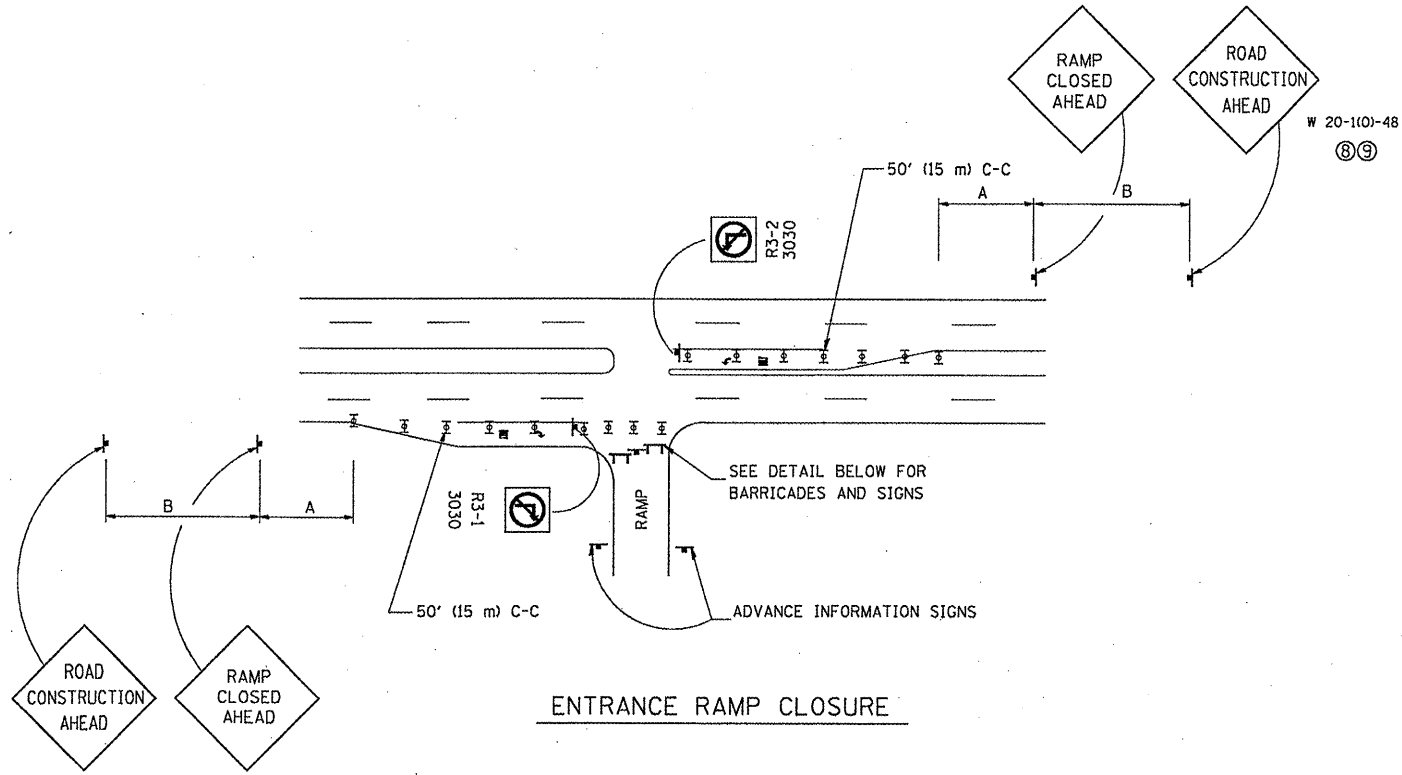 RAMP
CLOSED
AHEAD
ROAD
CONSTRUCTION
AHEAD
W 20-1(O)-48
⑧⑨
50' (15 m) C-C
A
B
R3-2
3030
SEE DETAIL BELOW FOR
BARRICADES AND SIGNS
B
A
R3-1
3030
RAMP
50' (15 m) C-C
ADVANCE INFORMATION SIGNS
ROAD
CONSTRUCTION
AHEAD
RAMP
CLOSED
AHEAD
ENTRANCE RAMP CLOSURE